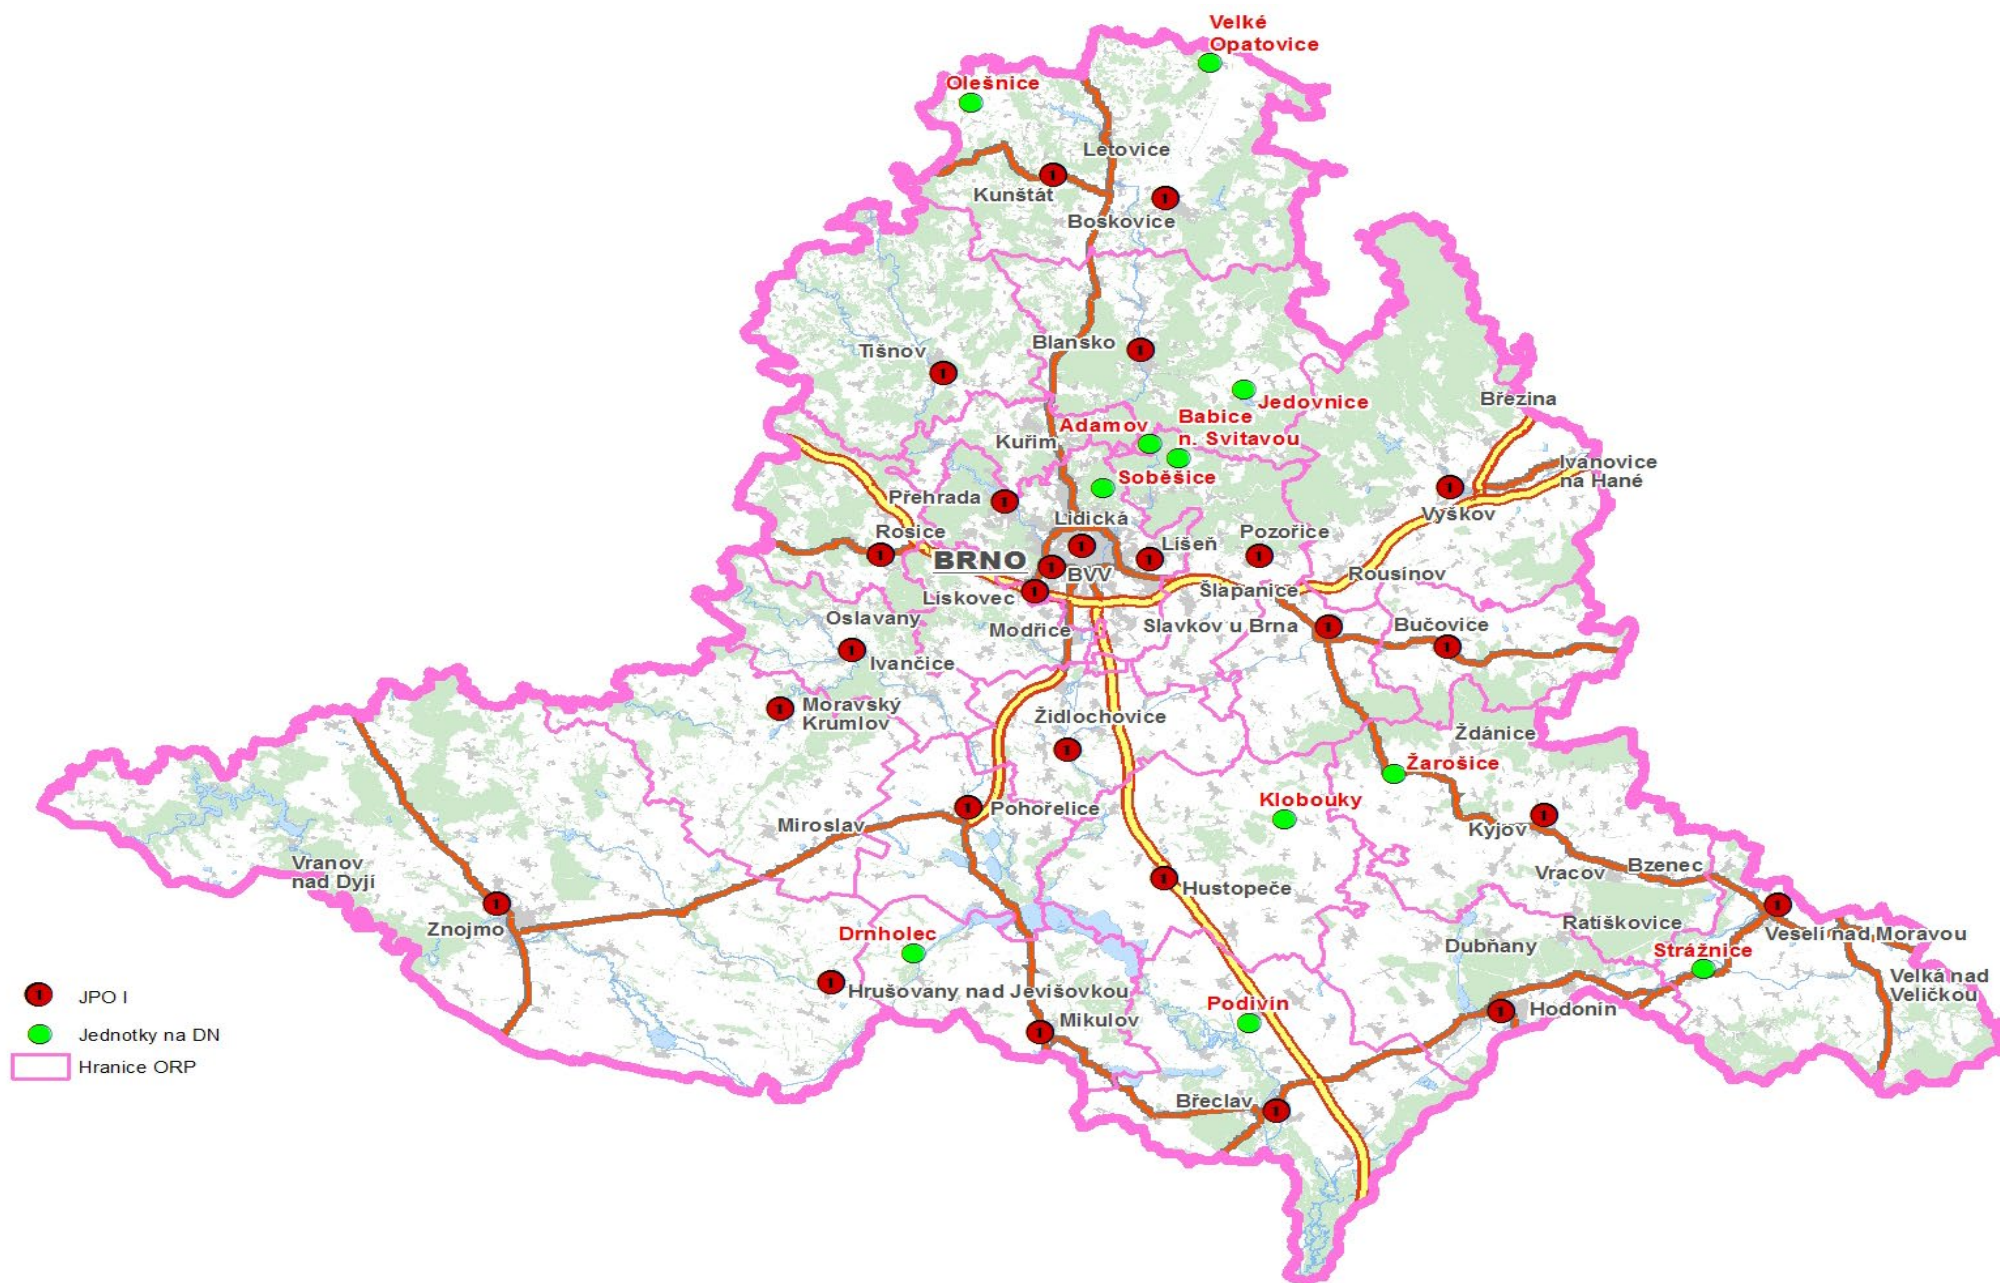 Velké
Opatovice
Olešnice
Letovice
Kunštát
Boskovice
Tišnov
Blansko
Jedovnice
Březina
Adamov
Babice
n. Svitavou
Kuřim
Soběšice
Ivanovice
na Hané
Přehrada
Vyškov
Lidická
Rosice
Líšeň
Pozořice
BRNO
BVV
Rousínov
Lískovec
Šlapanice
Oslavany
Modřice
Slavkov u Brna
Bučovice
Ivančice
Moravský
Krumlov
Židlochovice
Ždánice
Žarošice
Klobouky
Pohořelice
Miroslav
Kyjov
Vranov
nad Dyjí
Hustopeče
Vracov
Bzenec
Znojmo
Ratíškovice
Drnholec
Dubňany
Veselí nad Moravou
Strážnice
Velká nad
Veličkou
Hrušovany nad Jevišovkou
Podivín
Mikulov
Hodonín
Břeclav
1 JPO I
Jednotky na DN
Hranice ORP